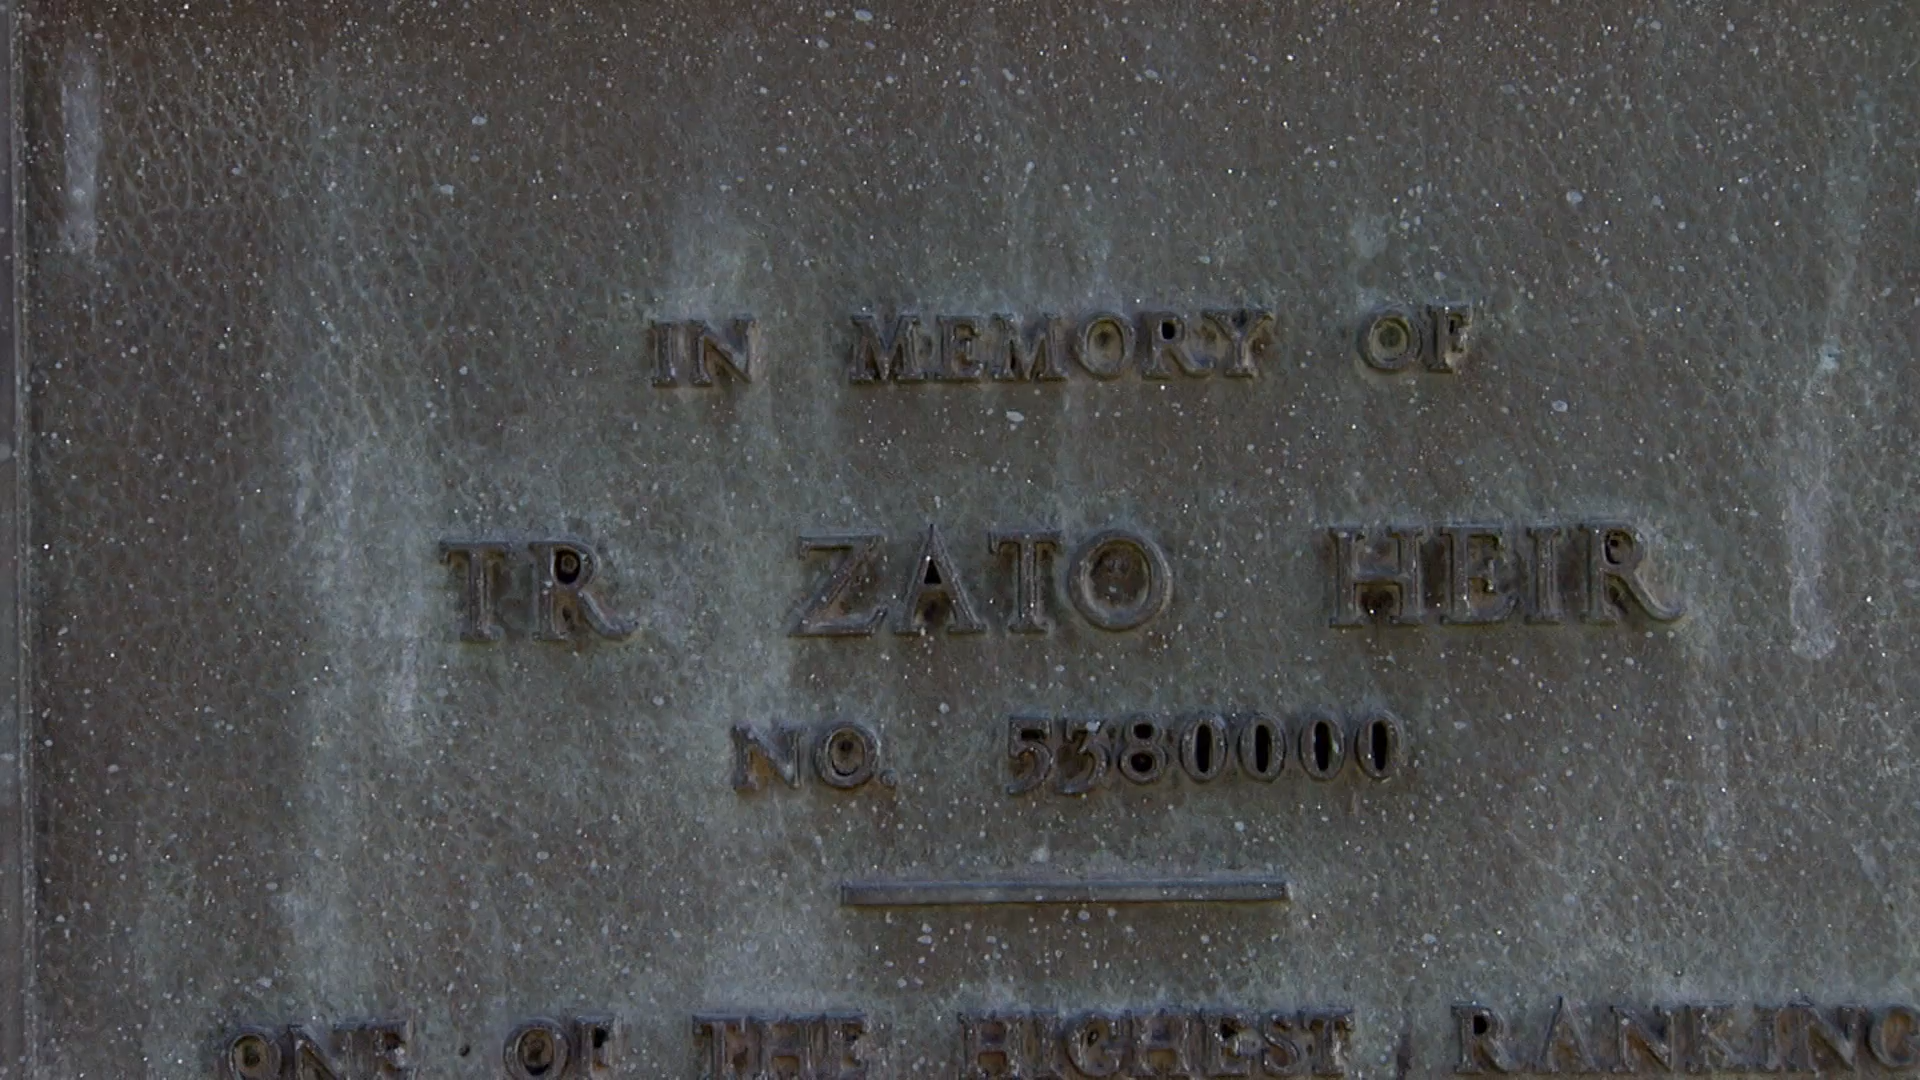 IN MEMORY OF
TR ZATO HEIR
NO. 5380000
ONE OF THE HIGHEST RANKING